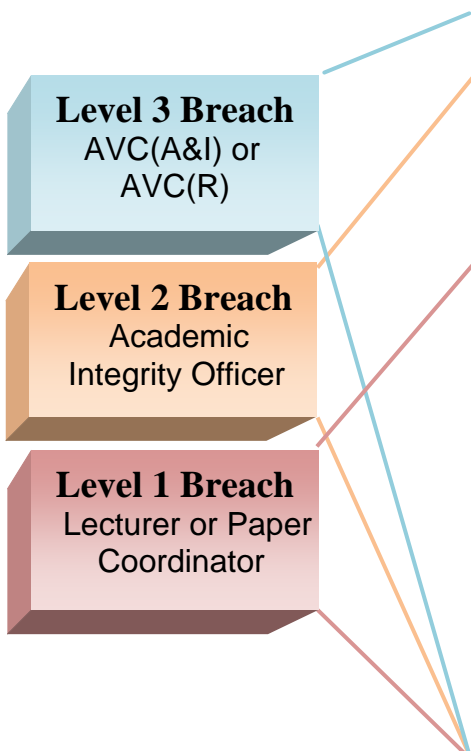 Level 3 Breach
AVC(A&I) or
AVC(R)
Level 2 Breach
Academic
Integrity Officer
Level 1 Breach
Lecturer or Paper
Coordinator